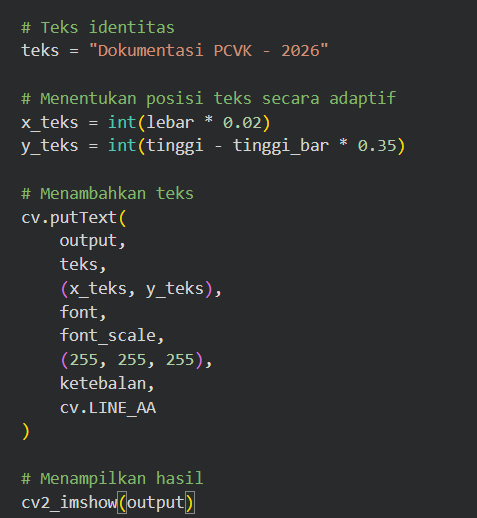 # Teks identitas
teks = "Dokumentasi PCVK - 2026"
# Menentukan posisi teks secara adaptif
x_teks = int(lebar * 0.02)
y_teks = int(tinggi - tinggi_bar * 0.35)
# Menambahkan teks
cv.putText(
    output,
    teks,
    (x_teks, y_teks),
    font,
    font_scale,
    (255, 255, 255),
    ketebalan,
    cv.LINE_AA
)
# Menampilkan hasil
cv2_imshow(output)